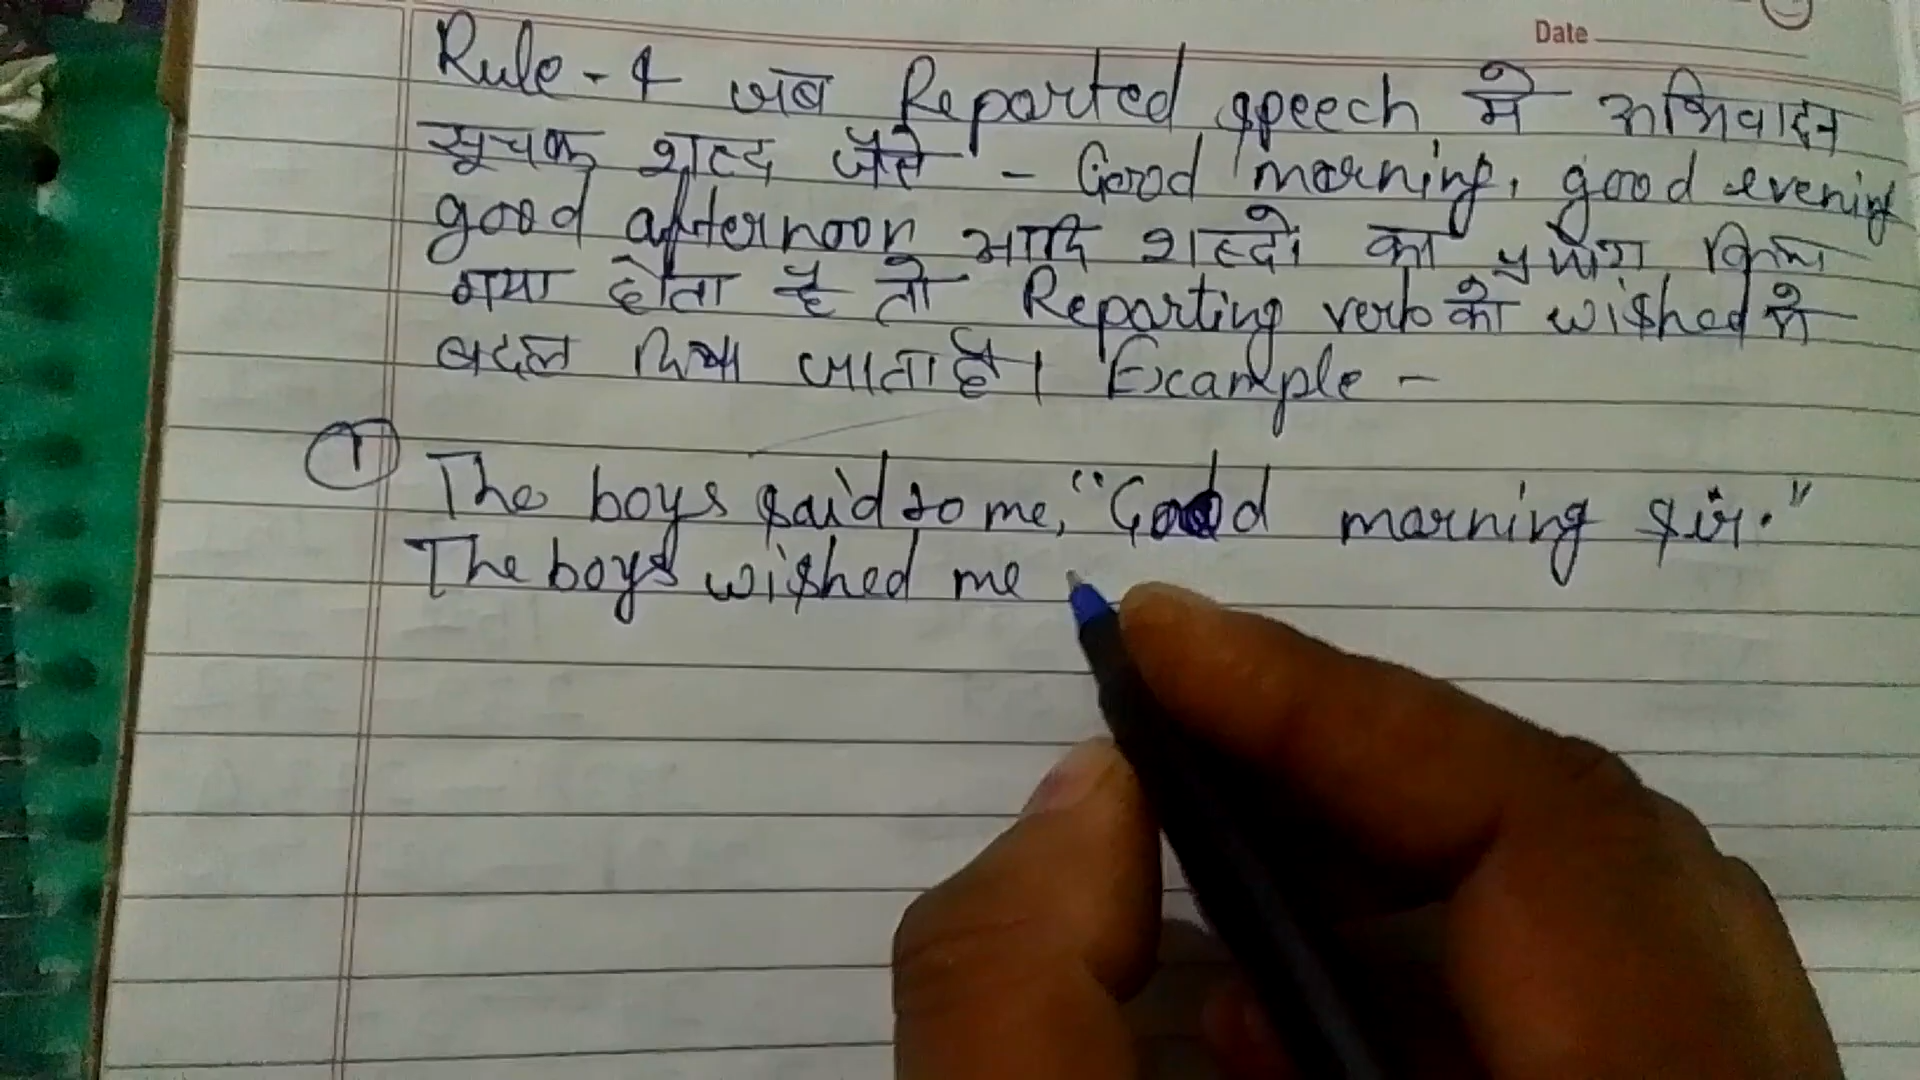 Date
Rule - 4 जब Reported speech मे अभिवादन
सूचक शब्द जैसे - Good morning, good evening
good afternoon आदि शब्दो का प्रयोग किया
गया होता है तो Reporting verb को wished मे
बदल दिया जाता है। Example -
1 The boys said to me, "Good morning sir."
The boys wished me